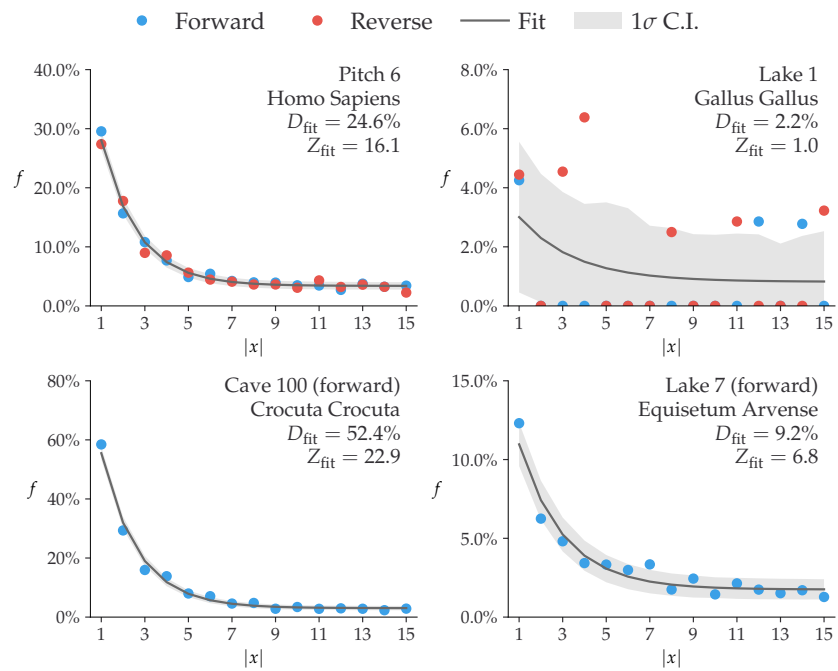 Forward Reverse Fit 1σ C.I.
40.0%
30.0%
20.0%
10.0%
0.0%
f
Pitch 6
Homo Sapiens
D_fit = 24.6%
Z_fit = 16.1
1 3 5 7 9 11 13 15
|x|
8.0%
6.0%
4.0%
2.0%
0.0%
f
Lake 1
Gallus Gallus
D_fit = 2.2%
Z_fit = 1.0
1 3 5 7 9 11 13 15
|x|
80%
60%
40%
20%
0%
f
Cave 100 (forward)
Crocuta Crocuta
D_fit = 52.4%
Z_fit = 22.9
1 3 5 7 9 11 13 15
|x|
15.0%
10.0%
5.0%
0.0%
f
Lake 7 (forward)
Equisetum Arvense
D_fit = 9.2%
Z_fit = 6.8
1 3 5 7 9 11 13 15
|x|